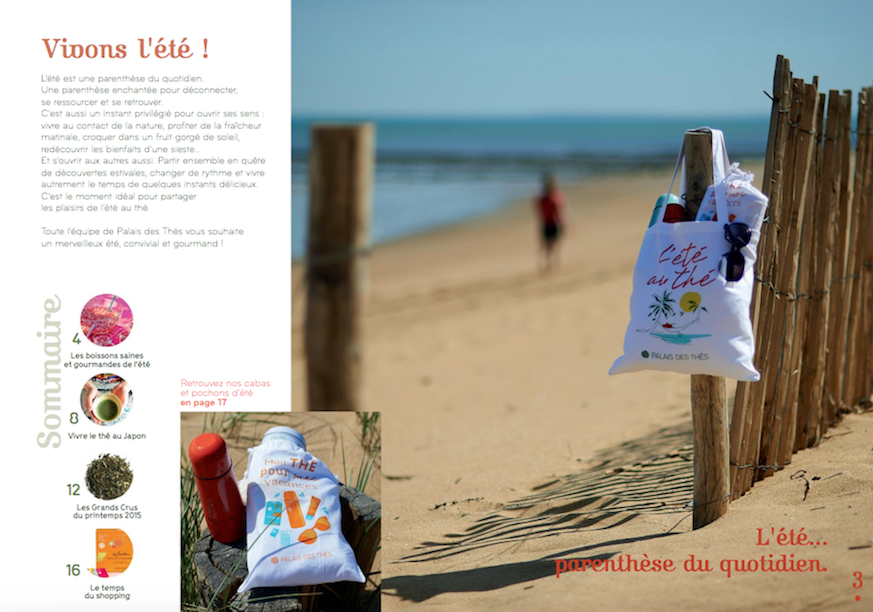 Vivons l'été !
L'été est une parenthèse du quotidien.
Une parenthèse enchantée pour déconnecter,
se ressourcer et se retrouver.
C'est aussi un instant privilégié pour ouvrir ses sens :
vivre au contact de la nature, profiter de la fraîcheur
matinale, croquer dans un fruit gorgé de soleil,
redécouvrir les bienfaits d'une sieste...
Et s'ouvrir aux autres aussi. Partir ensemble en quête
de découvertes estivales, changer de rythme et vivre
autrement le temps de quelques instants délicieux.
C'est le moment idéal pour partager
les plaisirs de l'été au thé.
Toute l'équipe de Palais des Thés vous souhaite
un merveilleux été, convivial et gourmand !
Sommaire
4
Les boissons saines
et gourmandes de l'été
8
Vivre le thé au Japon
12
Les Grands Crus
du printemps 2015
16
Le temps
du shopping
Retrouvez nos cabas
et pochons d'été
en page 17
Mon THÉ
pour mes
vacances
PALAIS DES THÉS
l'été
au thé
PALAIS DES THÉS
L'été...
parenthèse du quotidien.
3